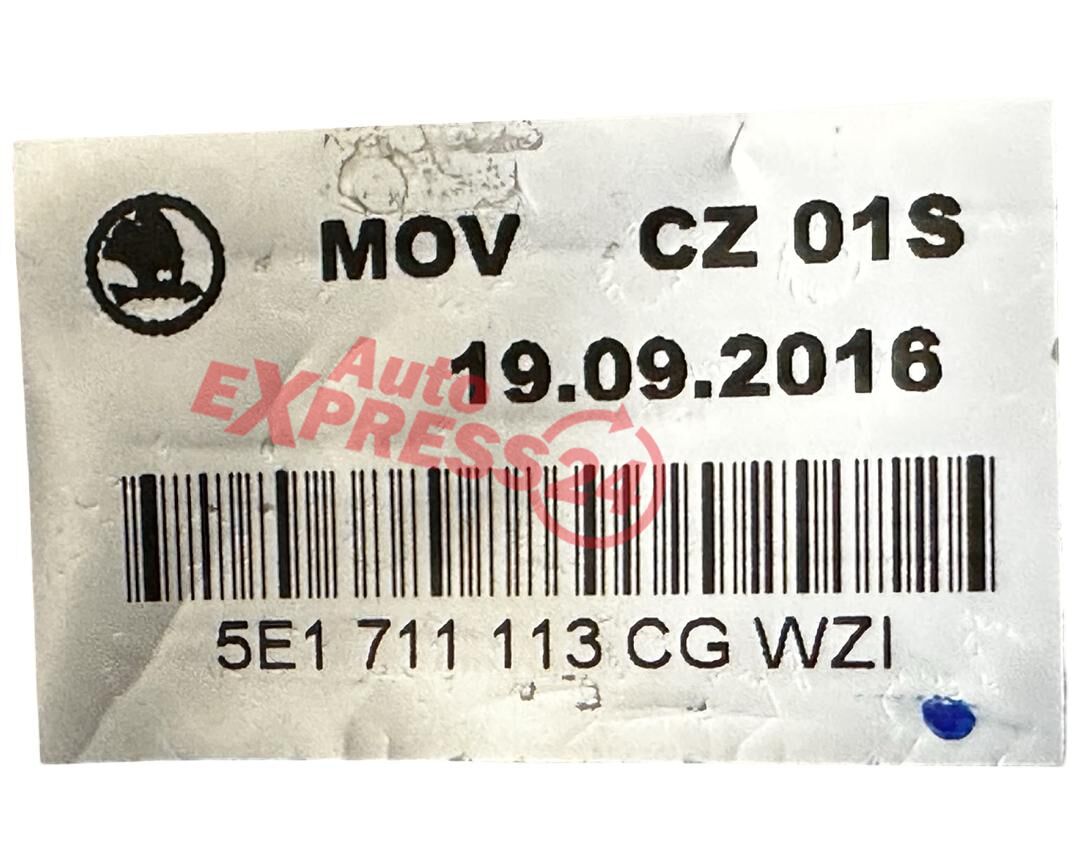 MOV CZ 01S
19.09.2016
Auto
EXPRESS24
5E1 711 113 CG WZI